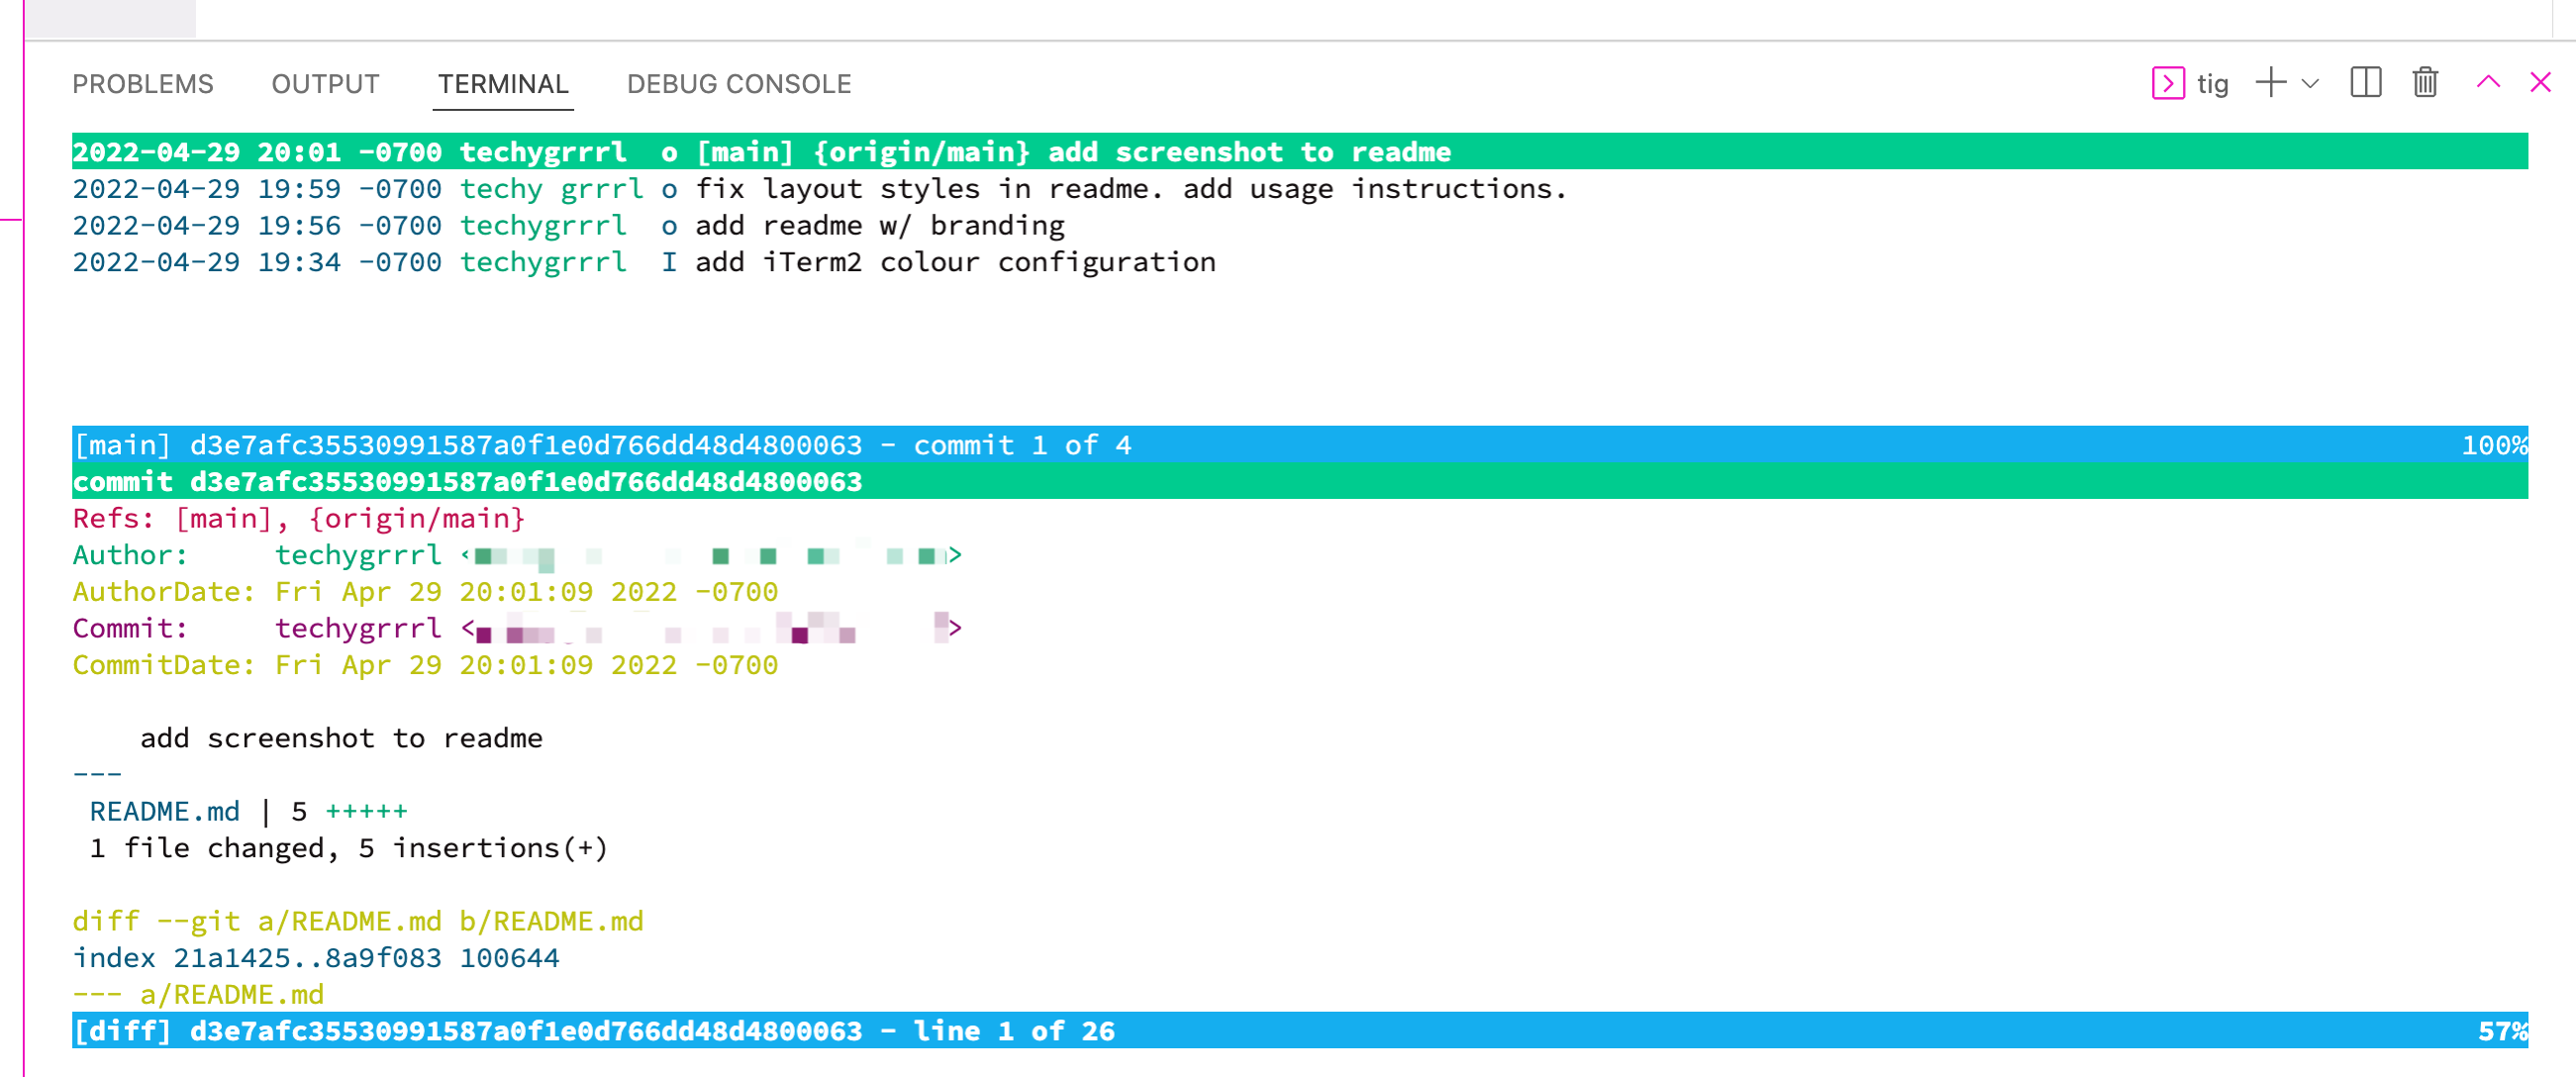 PROBLEMS OUTPUT TERMINAL DEBUG CONSOLE tig
2022-04-29 20:01 -0700 techygrrrl o [main] {origin/main} add screenshot to readme
2022-04-29 19:59 -0700 techy grrrl o fix layout styles in readme. add usage instructions.
2022-04-29 19:56 -0700 techygrrrl o add readme w/ branding
2022-04-29 19:34 -0700 techygrrrl I add iTerm2 colour configuration
[main] d3e7afc35530991587a0f1e0d766dd48d4800063 - commit 1 of 4 100%
commit d3e7afc35530991587a0f1e0d766dd48d4800063
Refs: [main], {origin/main}
Author: techygrrrl < >
AuthorDate: Fri Apr 29 20:01:09 2022 -0700
Commit: techygrrrl < >
CommitDate: Fri Apr 29 20:01:09 2022 -0700
add screenshot to readme
---
README.md | 5 +++++
1 file changed, 5 insertions(+)
diff --git a/README.md b/README.md
index 21a1425..8a9f083 100644
--- a/README.md
[diff] d3e7afc35530991587a0f1e0d766dd48d4800063 - line 1 of 26 57%